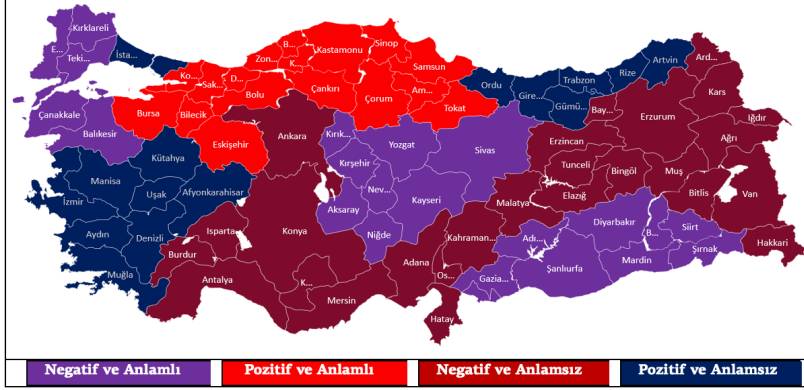 Kırklareli
E...
Teki...
İsta...
Çanakkale
Balıkesir
Bursa
Bilecik
Ko...
Sak...
D...
Bolu
Eskişehir
Zon...
B...
K...
Kastamonu
Sinop
Samsun
Çankırı
Çorum
Am...
Tokat
Ordu
Gire...
Trabzon
Gümü...
Rize
Artvin
Ard...
Kars
Iğdır
Bay...
Erzurum
Ağrı
Erzincan
Tunceli
Bingöl
Muş
Elazığ
Bitlis
Van
Malatya
Hakkari
Ankara
Kırık...
Yozgat
Sivas
Kırşehir
Nev...
Kayseri
Aksaray
Niğde
Kütahya
Manisa
Uşak
Afyonkarahisar
İzmir
Aydın
Denizli
Muğla
Isparta
Burdur
Antalya
Konya
K...
Mersin
Adana
Kahraman...
Os...
Hatay
Gazia...
Adı...
Şanlıurfa
Diyarbakır
Mardin
B...
Siirt
Şırnak
Negatif ve Anlamlı
Pozitif ve Anlamlı
Negatif ve Anlamsız
Pozitif ve Anlamsız